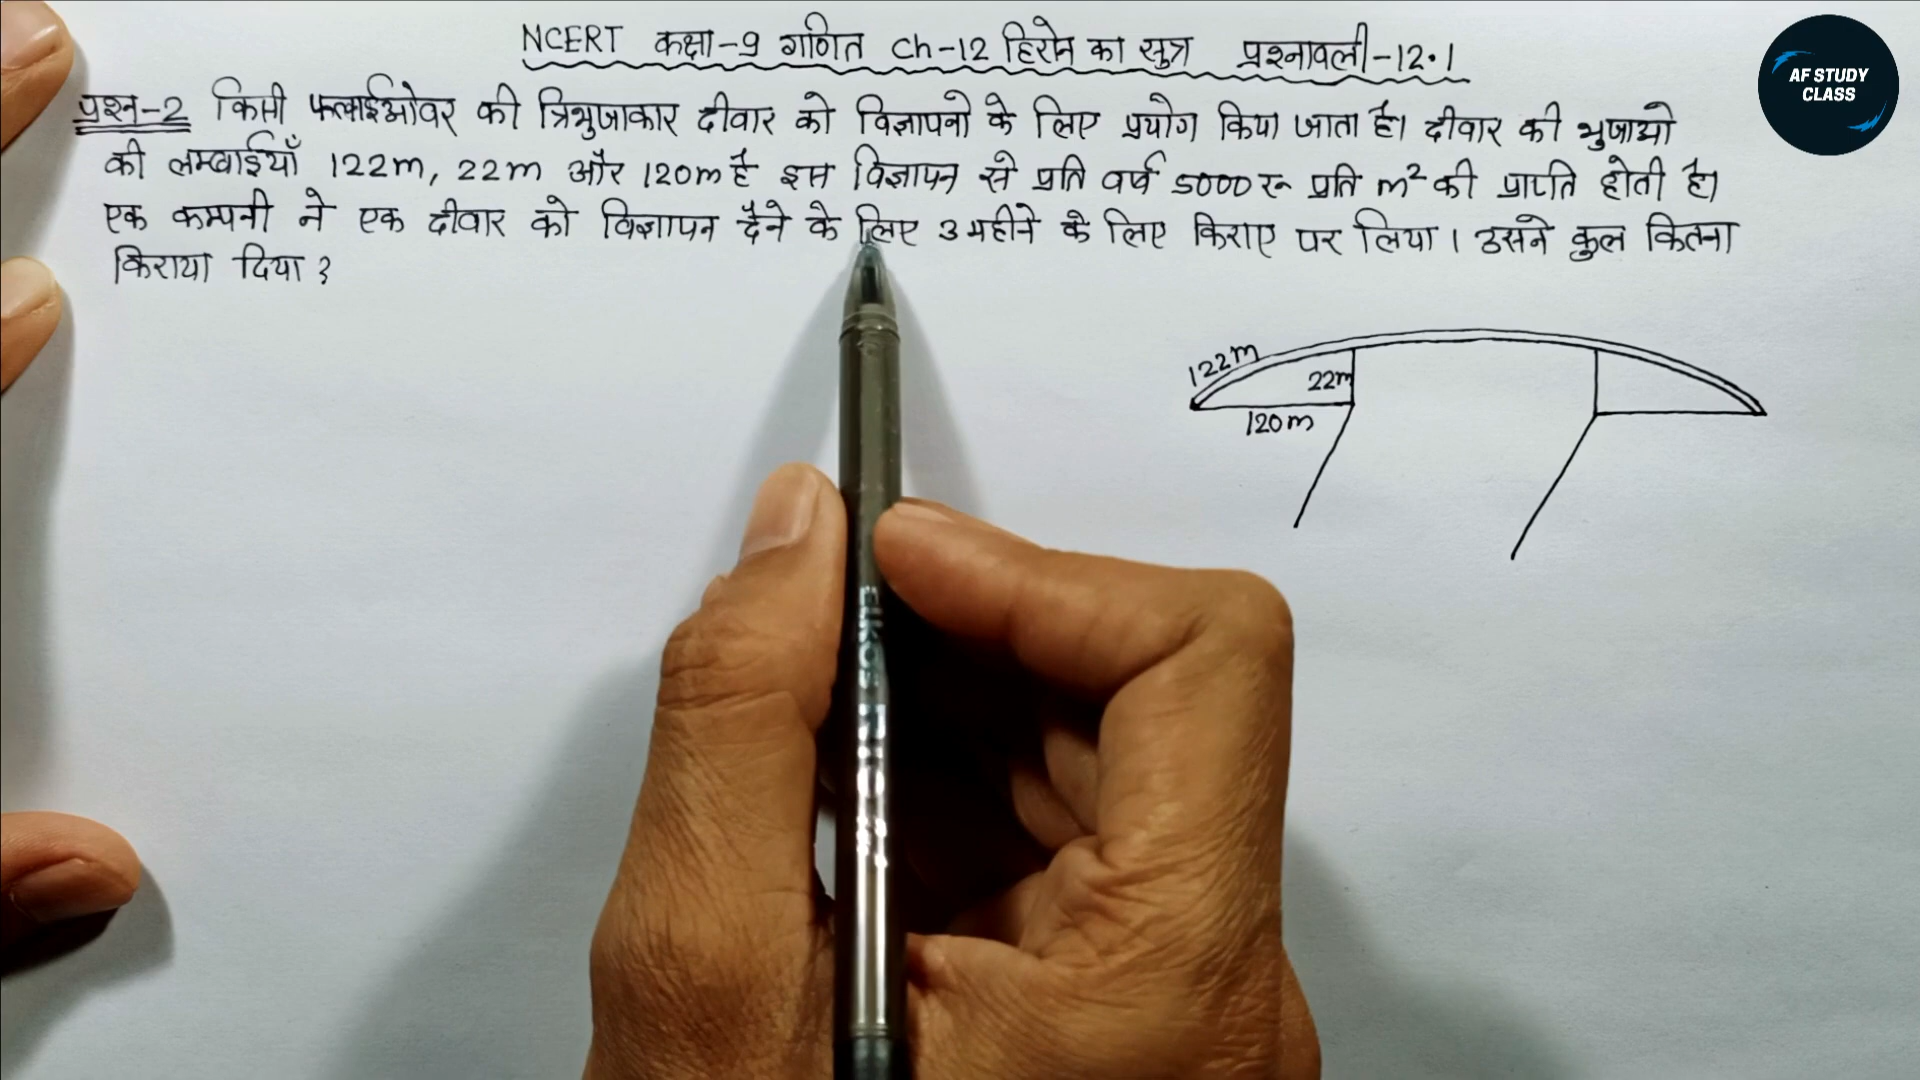 NCERT कक्षा-9 गणित Ch-12 हिरोन का सुत्र प्रश्नावली-12.1
AF STUDY
CLASS
प्रश्न-2 किसी फ्लाईओवर की त्रिभुजाकार दीवार को विज्ञापनो के लिए प्रयोग किया जाता है। दीवार की भुजाओ
की लम्बाईयाँ 122m, 22m और 120m है इस विज्ञापन से प्रति वर्ष 5000 रू प्रति m² की प्राप्ति होती है।
एक कम्पनी ने एक दीवार को विज्ञापन देने के लिए 3 महीने के लिए किराए पर लिया। उसने कुल कितना
किराया दिया?
122m
22m
120m